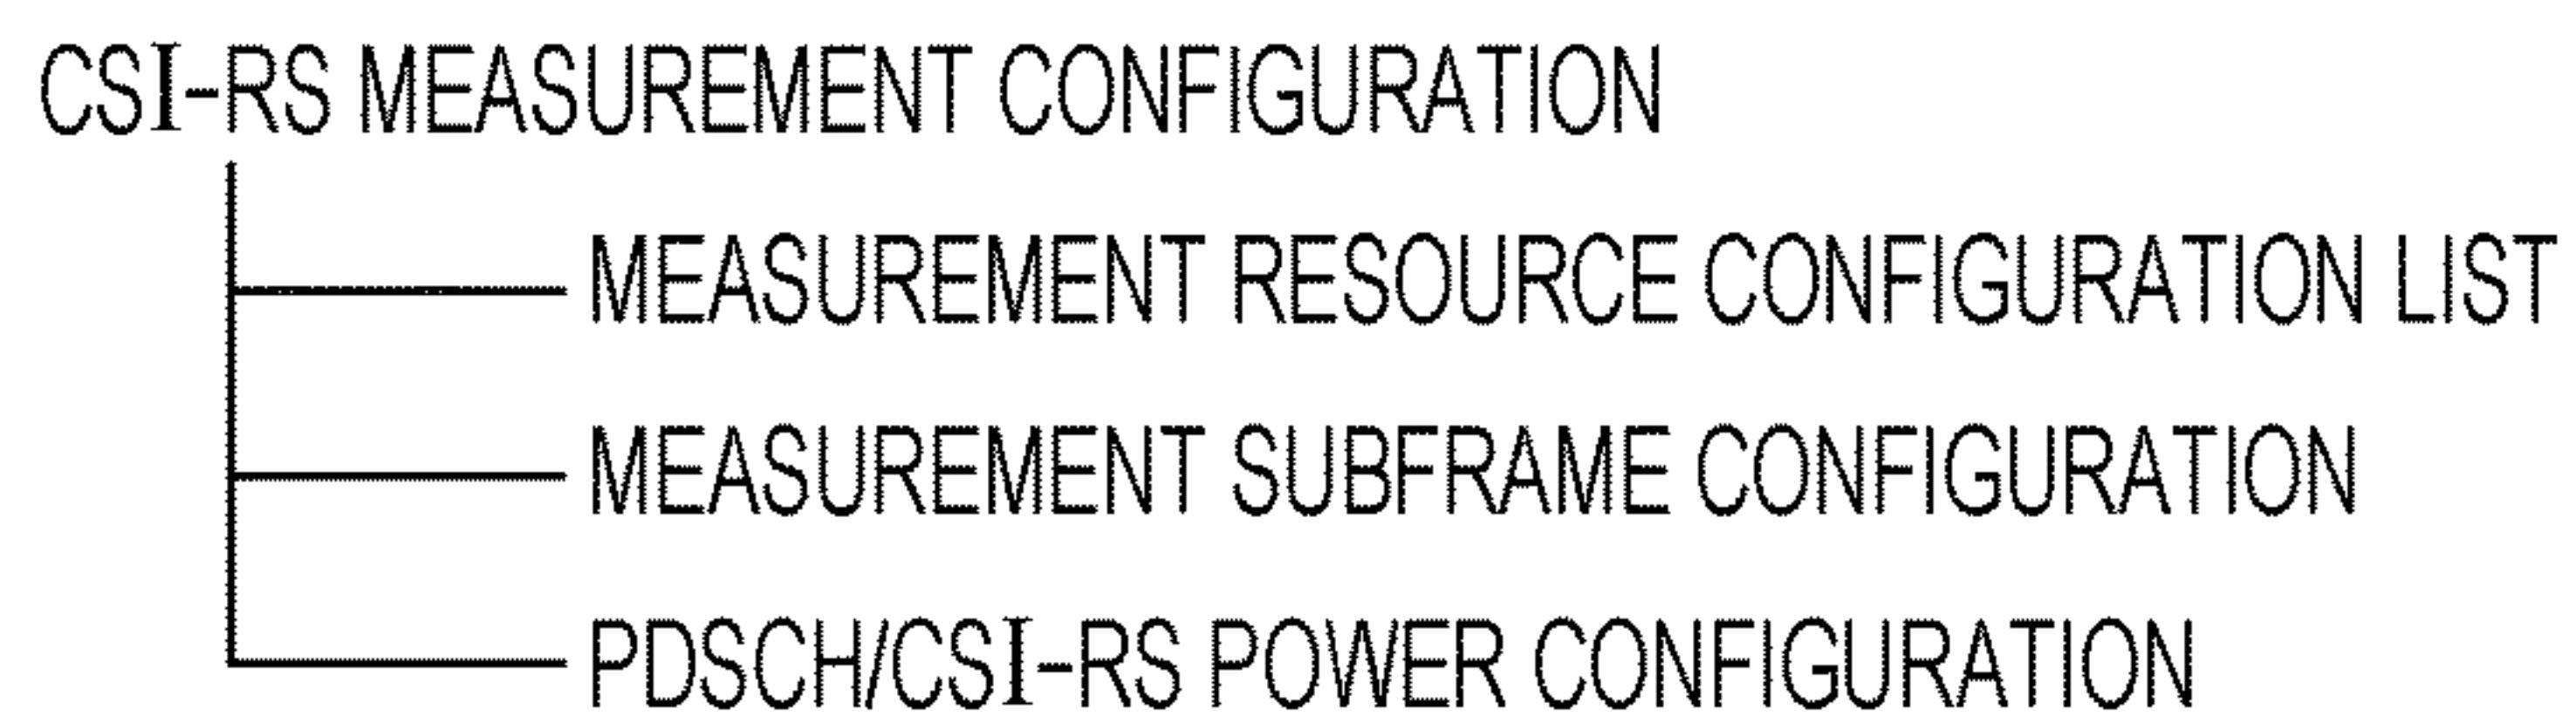 CSI-RS MEASUREMENT CONFIGURATION
MEASUREMENT RESOURCE CONFIGURATION LIST
MEASUREMENT SUBFRAME CONFIGURATION
PDSCH/CSI-RS POWER CONFIGURATION